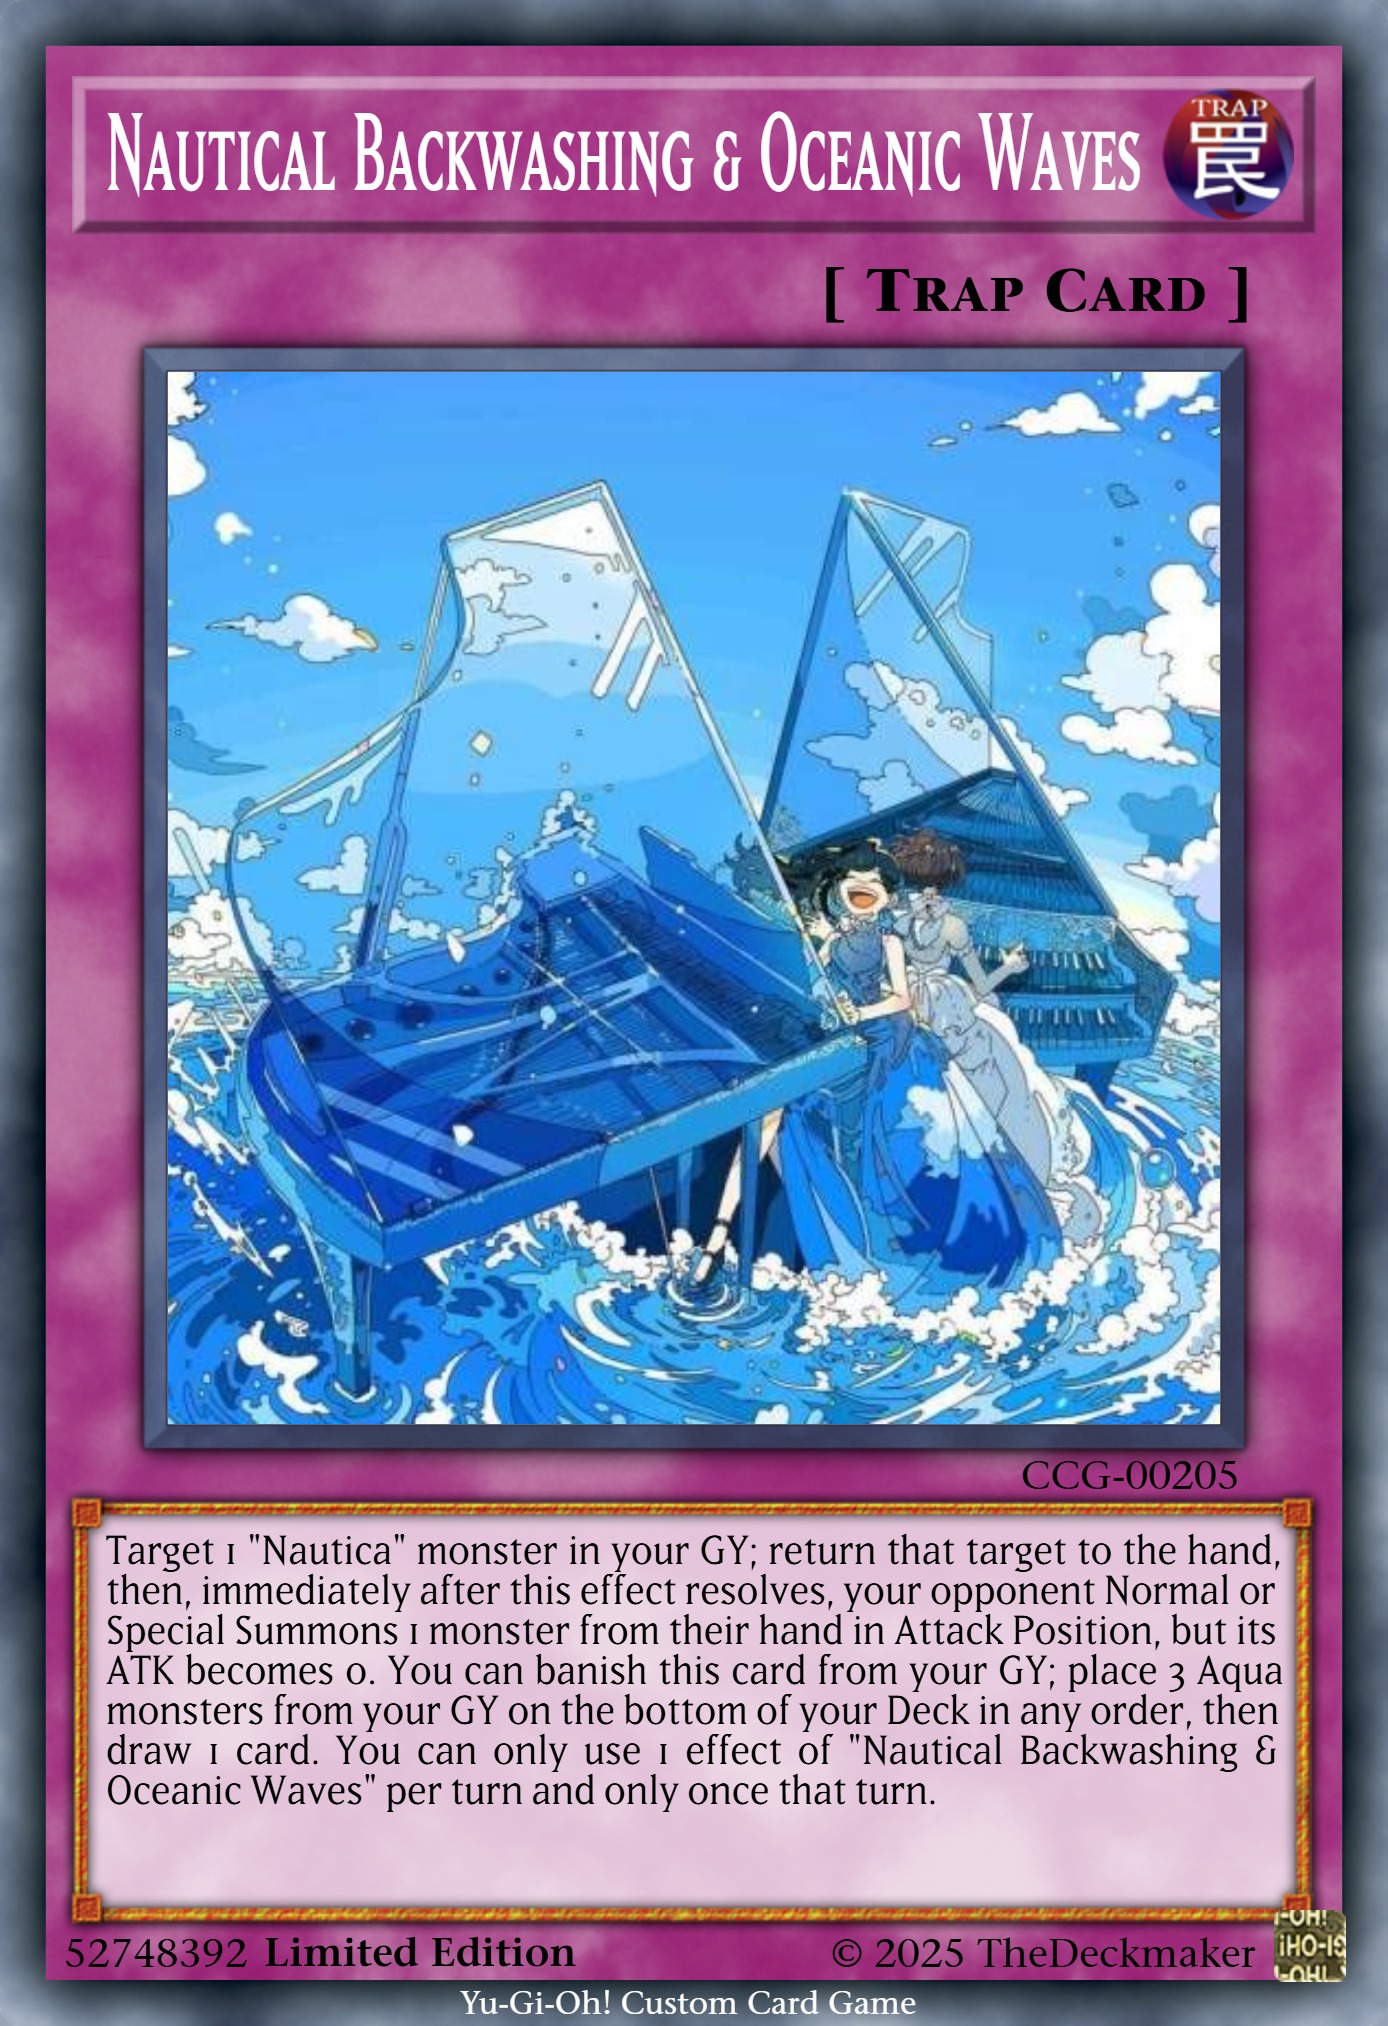 NAUTICAL BACKWASHING & OCEANIC WAVES
TRAP
罠
[ TRAP CARD ]
CCG-00205
Target 1 "Nautica" monster in your GY; return that target to the hand,
then, immediately after this effect resolves, your opponent Normal or
Special Summons 1 monster from their hand in Attack Position, but its
ATK becomes 0. You can banish this card from your GY; place 3 Aqua
monsters from your GY on the bottom of your Deck in any order, then
draw 1 card. You can only use 1 effect of "Nautical Backwashing &
Oceanic Waves" per turn and only once that turn.
52748392 Limited Edition
© 2025 TheDeckmaker
Yu-Gi-Oh! Custom Card Game